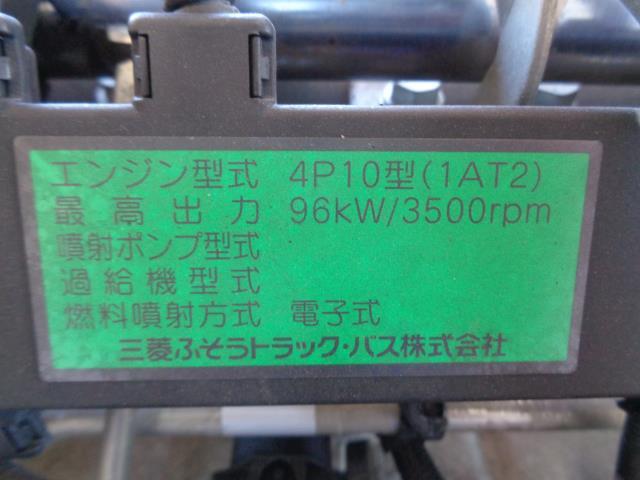 エンジン型式 4P10型(1AT2)
最高出力 96kW/3500rpm
噴射ポンプ型式
過給機型式
燃料噴射方式 電子式
三菱ふそうトラック・バス株式会社